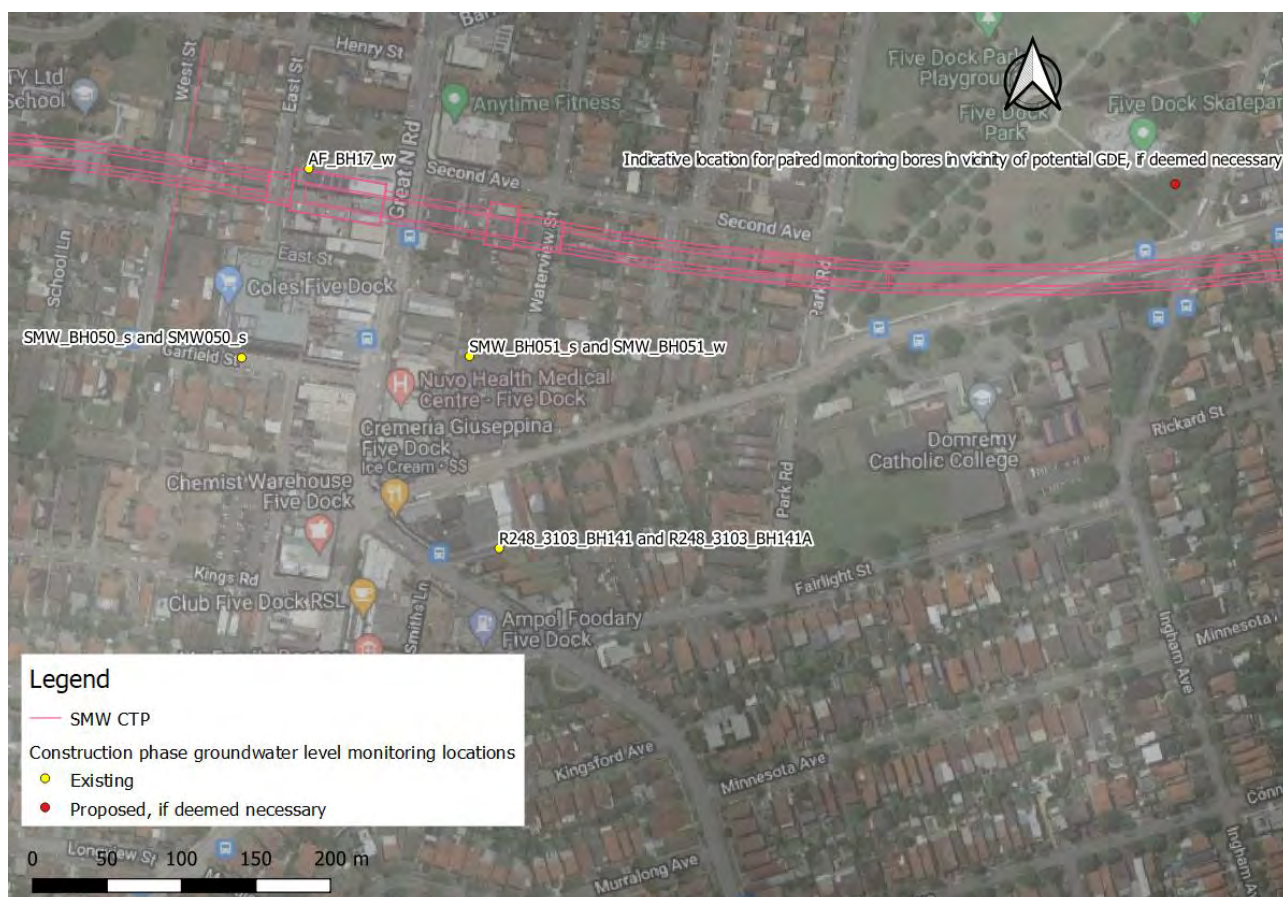 Henry St
West St
East St
TY Ltd
School
Great N Rd
Anytime Fitness
Five Dock Park
Playground
Five Dock
Park
Five Dock Skatepar
AF_BH17_w
Indicative location for paired monitoring bores in vicinity of potential GDE, if deemed necessary
Second Ave
Second Ave
School Ln
East St
Coles Five Dock
Waterview St
Park Rd
SMW_BH050_s and SMW050_s
Garfield St
SMW_BH051_s and SMW_BH051_w
Nuvo Health Medical
Centre - Five Dock
Cremeria Giuseppina
Five Dock
Ice Cream • $$
Domremy
Catholic College
Rickard St
Chemist Warehouse
Five Dock
Park Rd
R248_3103_BH141 and R248_3103_BH141A
Kings Rd
Club Five Dock RSL
Smiths Ln
Fairlight St
Ampol Foodary
Five Dock
Ingham Ave
Minnesota
Legend
SMW CTP
Construction phase groundwater level monitoring locations
Existing
Proposed, if deemed necessary
Kingsford Ave
Minnesota Ave
Longview St
Murralong Ave
Ingham Av
Conn
0 50 100 150 200 m